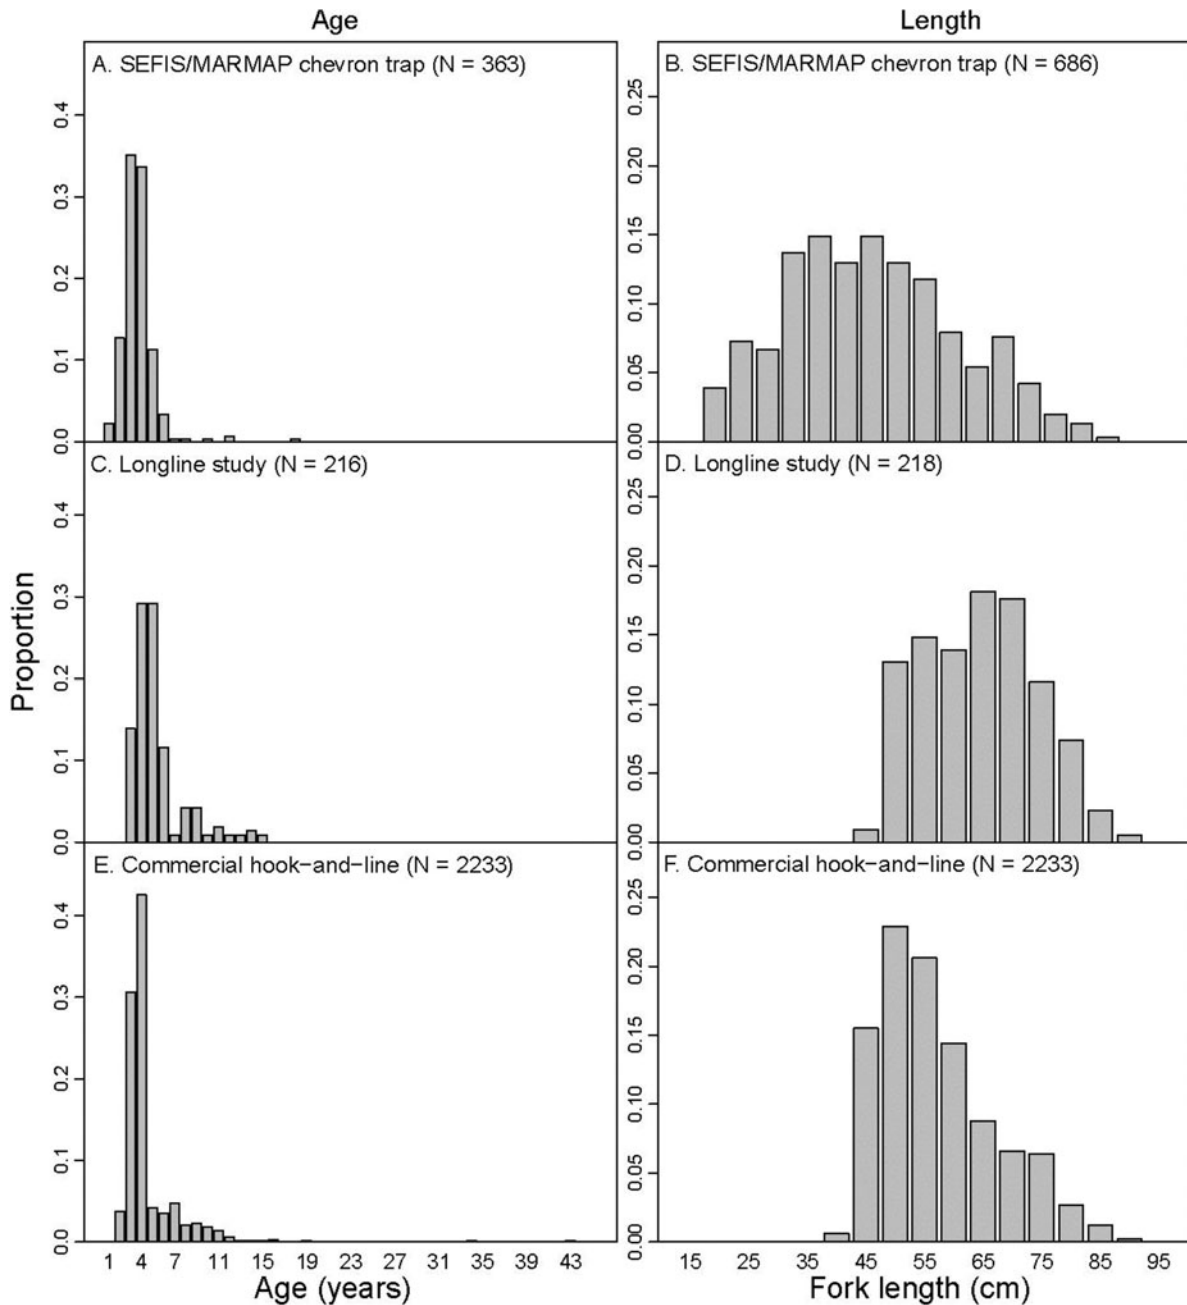 Age
Length
A. SEFIS/MARMAP chevron trap (N = 363)
0.4
0.3
0.2
0.1
0.0
B. SEFIS/MARMAP chevron trap (N = 686)
0.25
0.20
0.15
0.10
0.05
0.00
C. Longline study (N = 216)
0.4
0.3
0.2
0.1
0.0
D. Longline study (N = 218)
0.25
0.20
0.15
0.10
0.05
0.00
Proportion
E. Commercial hook−and−line (N = 2233)
0.4
0.3
0.2
0.1
0.0
F. Commercial hook−and−line (N = 2233)
0.25
0.20
0.15
0.10
0.05
0.00
1 4 7 11 15 19 23 27 31 35 39 43
15 25 35 45 55 65 75 85 95
Age (years)
Fork length (cm)